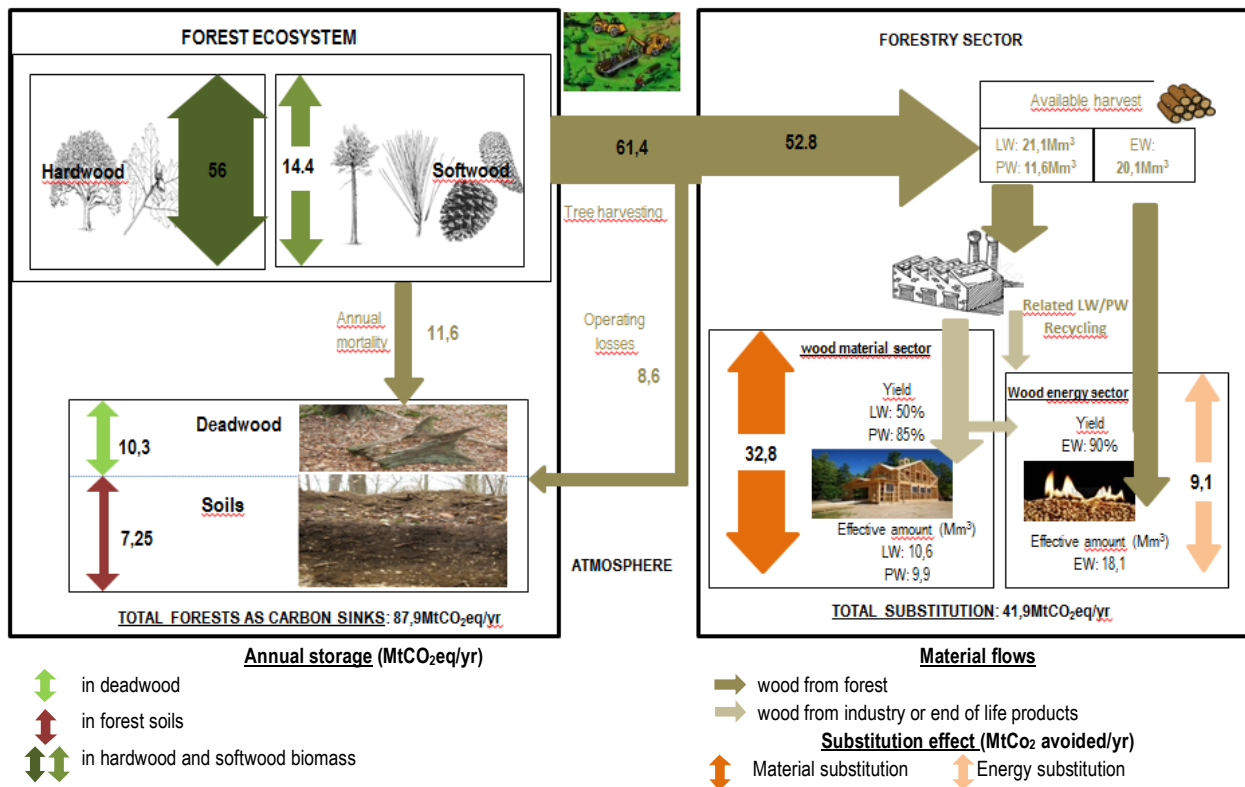 FOREST ECOSYSTEM
Hardwood
56
14.4
Softwood
Annual
mortality
11,6
10,3
Deadwood
7,25
Soils
TOTAL FORESTS AS CARBON SINKS: 87,9MtCO₂eq/yr
61,4
52.8
Tree harvesting
Operating
losses
8,6
ATMOSPHERE
FORESTRY SECTOR
Available harvest
LW: 21,1Mm³
PW: 11,6Mm³
EW:
20,1Mm³
Related LW/PW
Recycling
wood material sector
Yield
LW: 50%
PW: 85%
32,8
Effective amount (Mm³)
LW: 10,6
PW: 9,9
Wood energy sector
Yield
EW: 90%
9,1
Effective amount (Mm³)
EW: 18,1
TOTAL SUBSTITUTION: 41,9MtCO₂eq/yr
Annual storage (MtCO₂eq/yr)
in deadwood
in forest soils
in hardwood and softwood biomass
Material flows
wood from forest
wood from industry or end of life products
Substitution effect (MtCo₂ avoided/yr)
Material substitution
Energy substitution